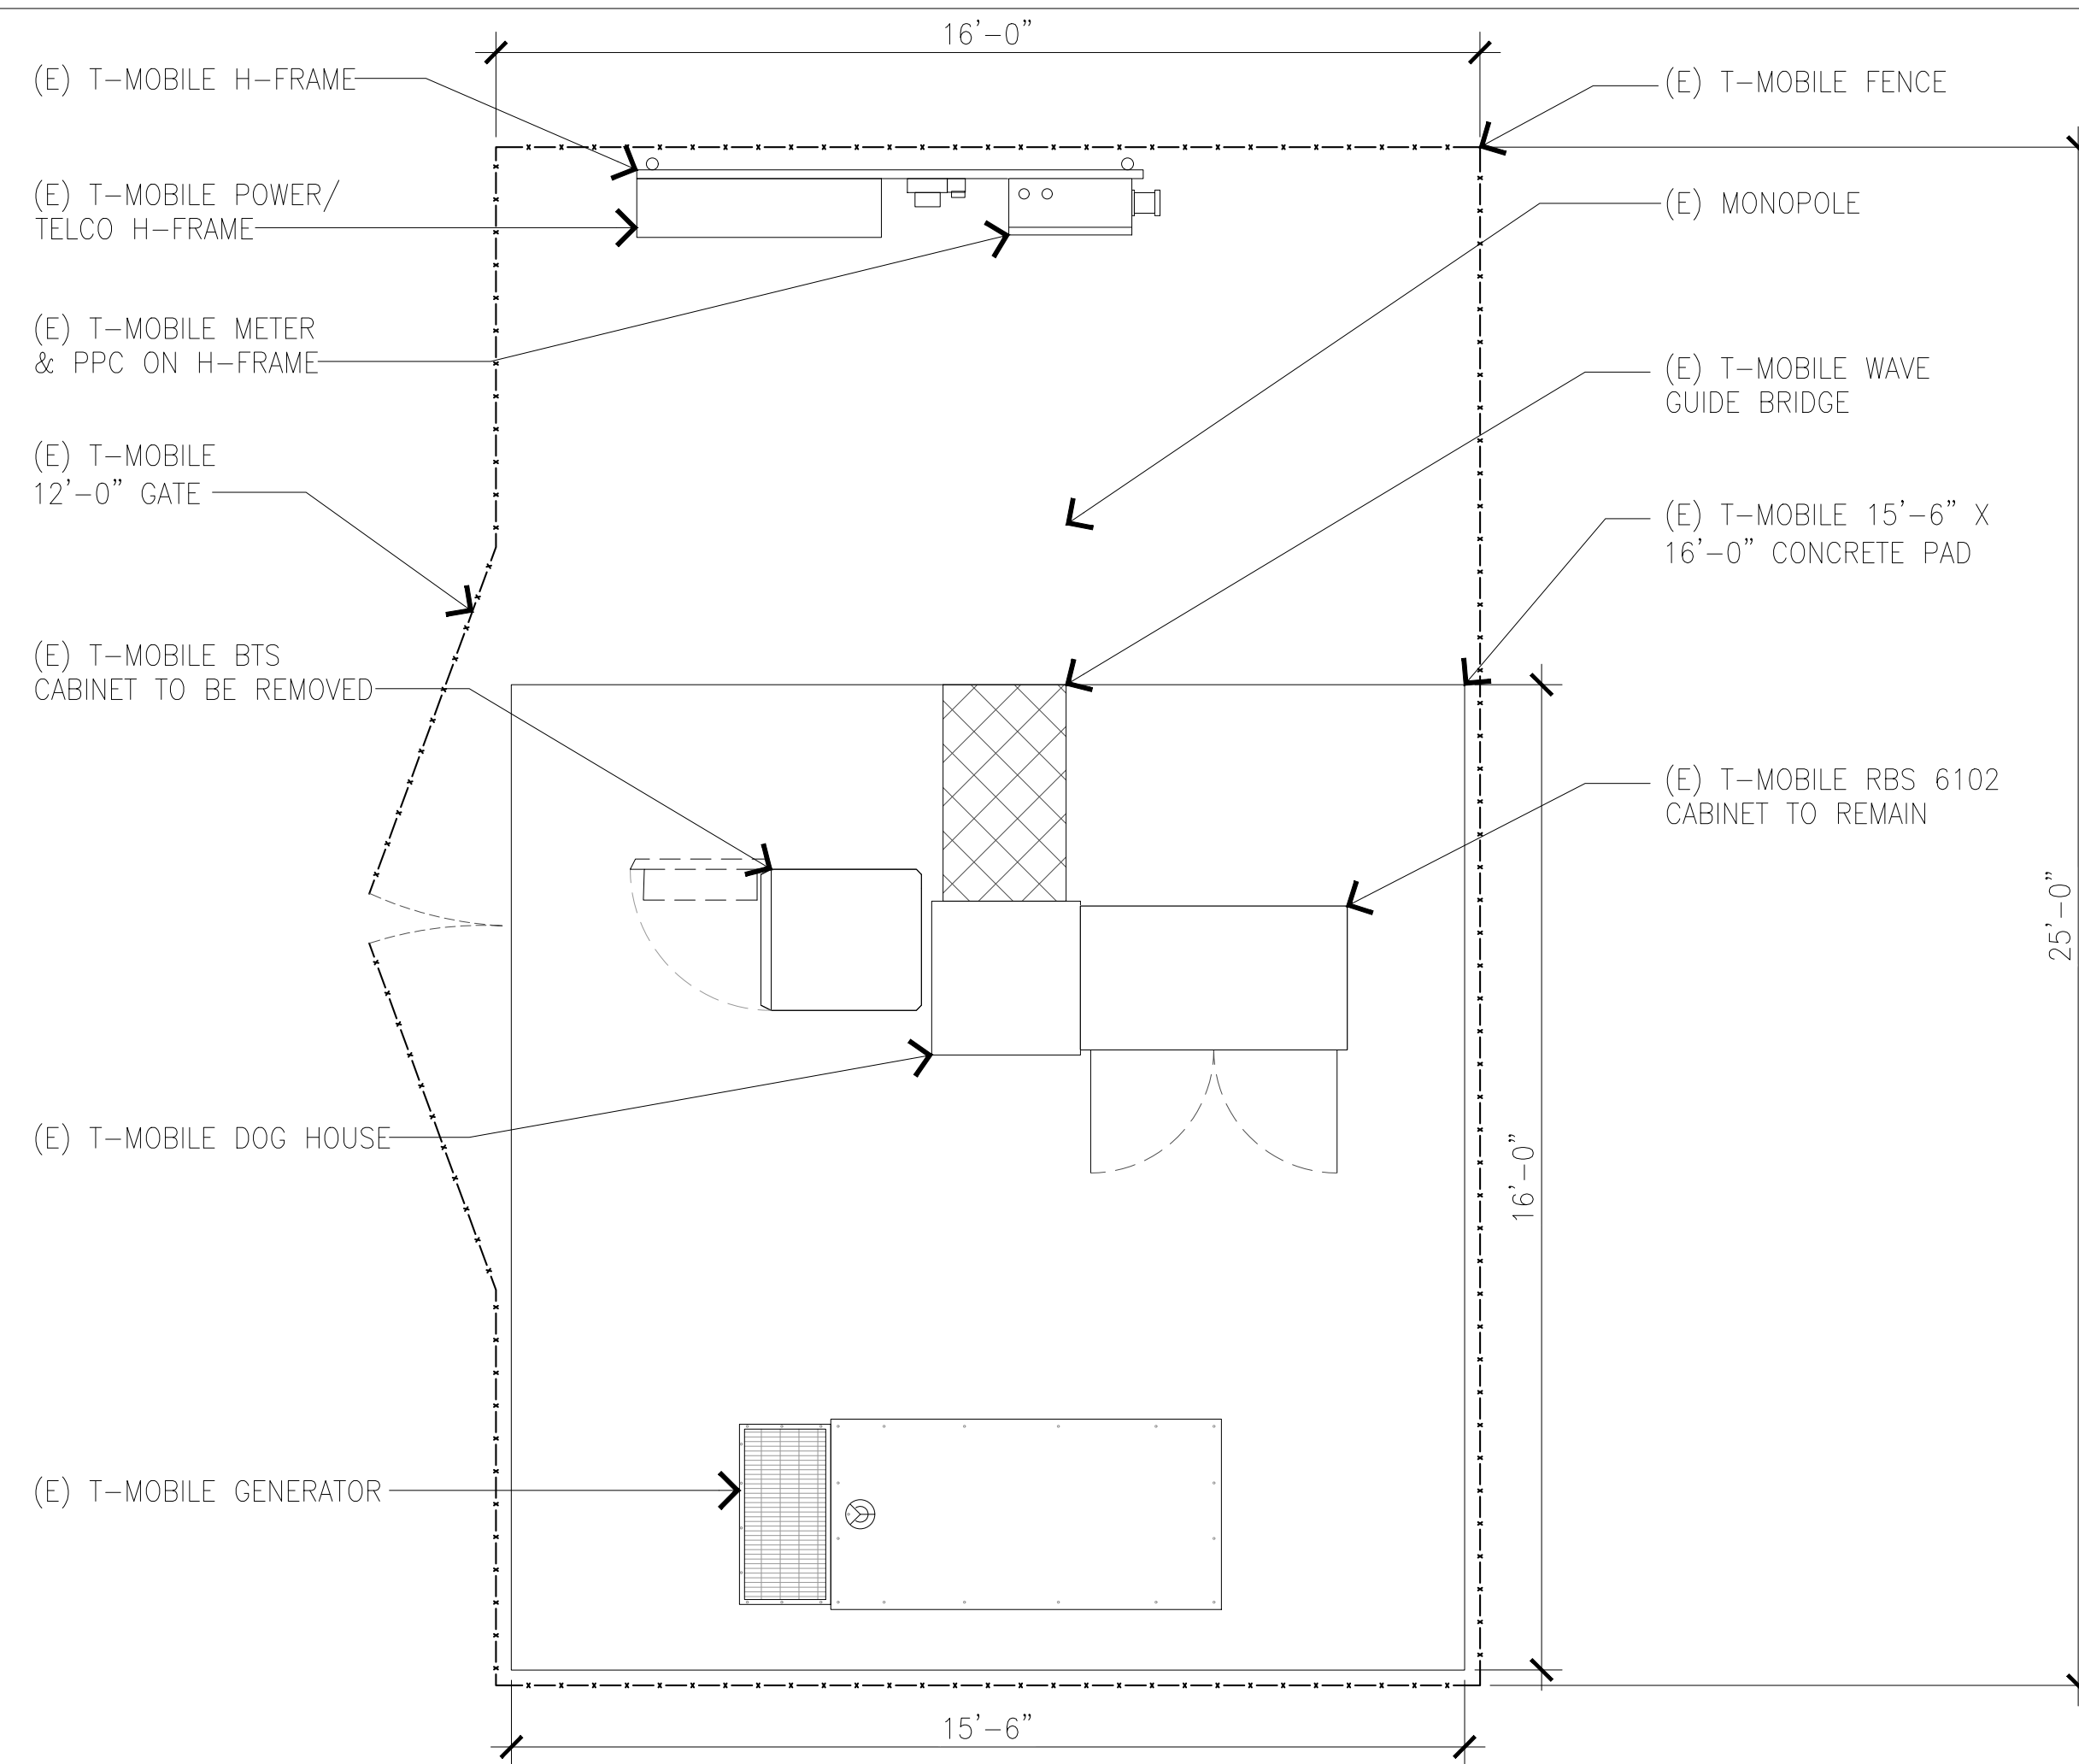 16'-0"
(E) T-MOBILE H-FRAME
(E) T-MOBILE POWER/
TELCO H-FRAME
(E) T-MOBILE METER
& PPC ON H-FRAME
(E) T-MOBILE
12'-0" GATE
(E) T-MOBILE BTS
CABINET TO BE REMOVED
(E) T-MOBILE DOG HOUSE
(E) T-MOBILE GENERATOR
(E) T-MOBILE FENCE
(E) MONOPOLE
(E) T-MOBILE WAVE
GUIDE BRIDGE
(E) T-MOBILE 15'-6" X
16'-0" CONCRETE PAD
(E) T-MOBILE RBS 6102
CABINET TO REMAIN
25'-0"
16'-0"
15'-6"